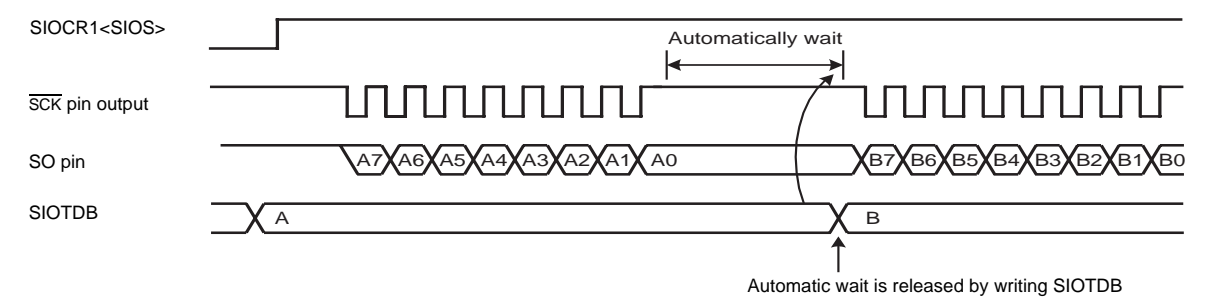 SIOCR1<SIOS>
Automatically wait
SCK pin output
SO pin
A7 A6 A5 A4 A3 A2 A1 A0 B7 B6 B5 B4 B3 B2 B1 B0
SIOTDB
A B
Automatic wait is released by writing SIOTDB